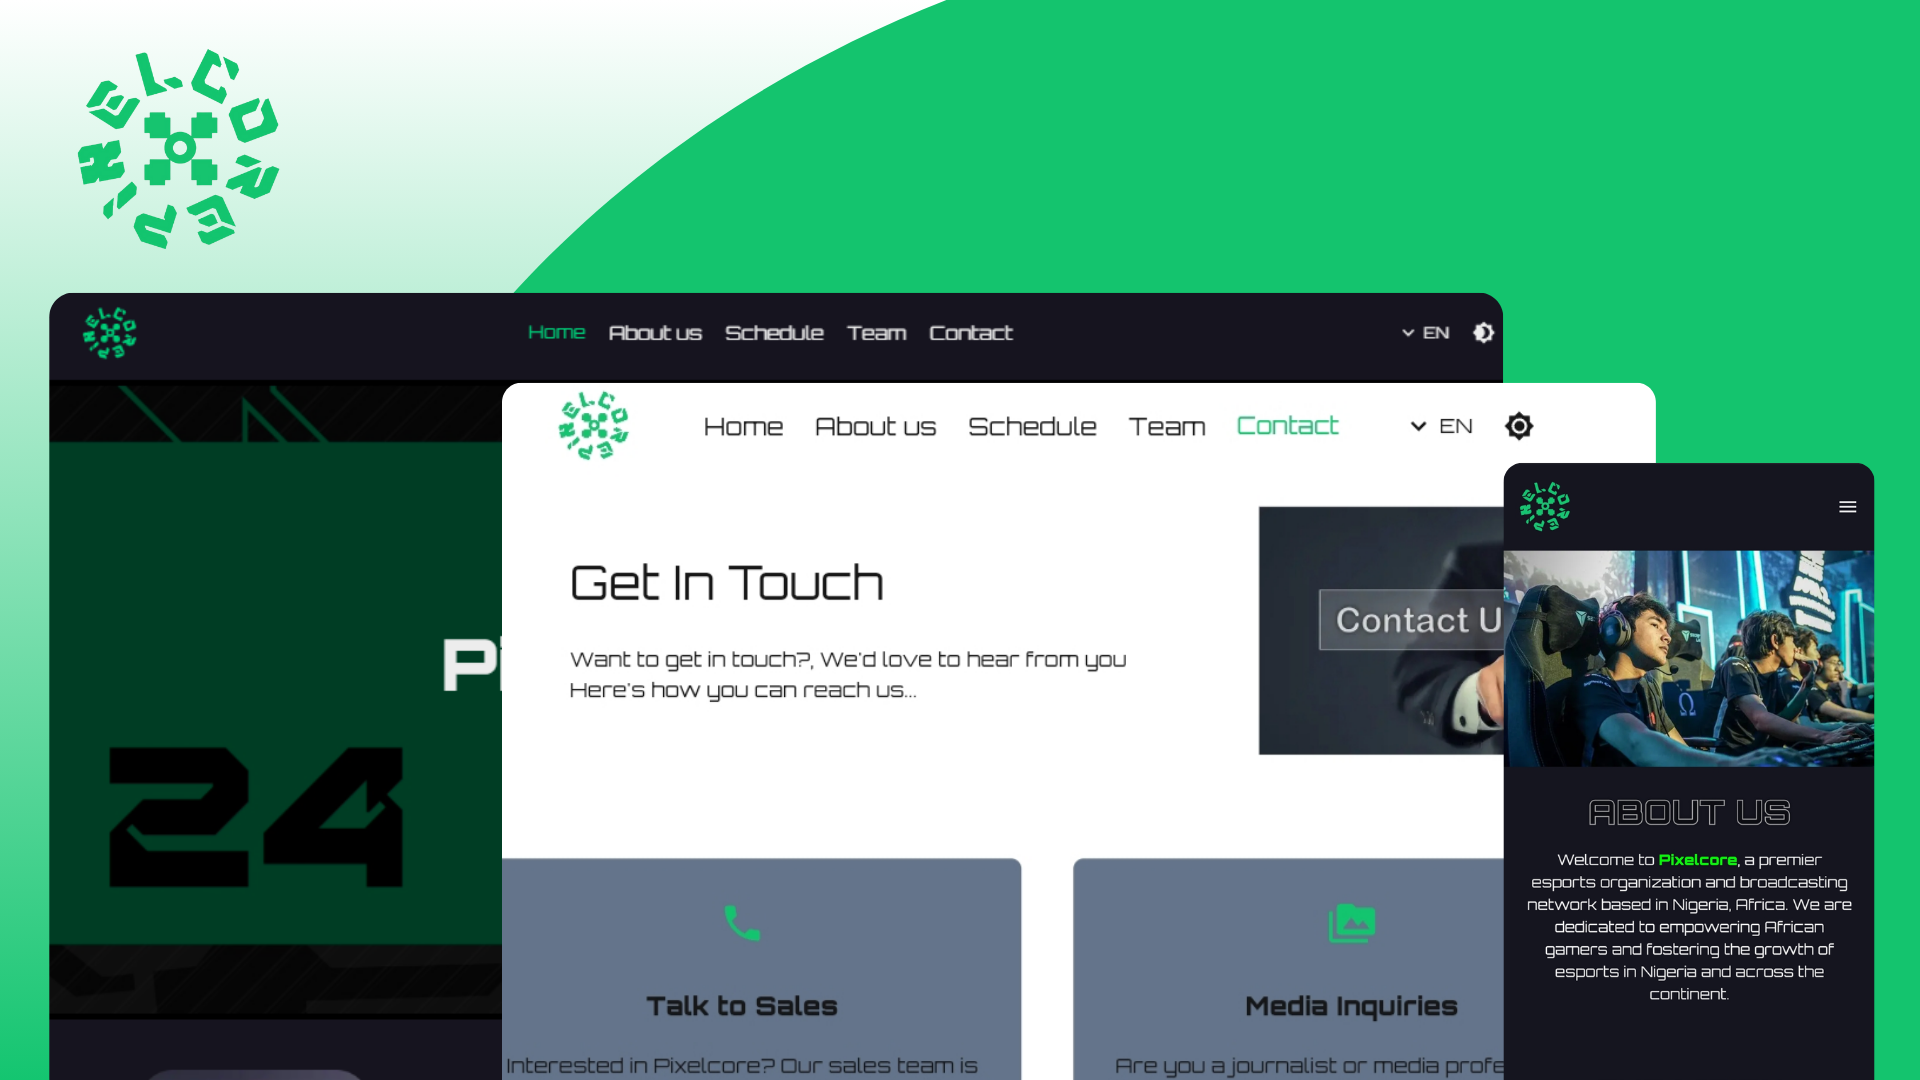 PIXELCORE
Home About us Schedule Team Contact EN
24
Home About us Schedule Team Contact EN
Get In Touch
Want to get in touch?, We'd love to hear from you
Here's how you can reach us...
Contact U
Talk to Sales
Interested in Pixelcore? Our sales team is
Media Inquiries
Are you a journalist or media profe
PIXELCORE
ABOUT US
Welcome to Pixelcore, a premier
esports organization and broadcasting
network based in Nigeria, Africa. We are
dedicated to empowering African
gamers and fostering the growth of
esports in Nigeria and across the
continent.